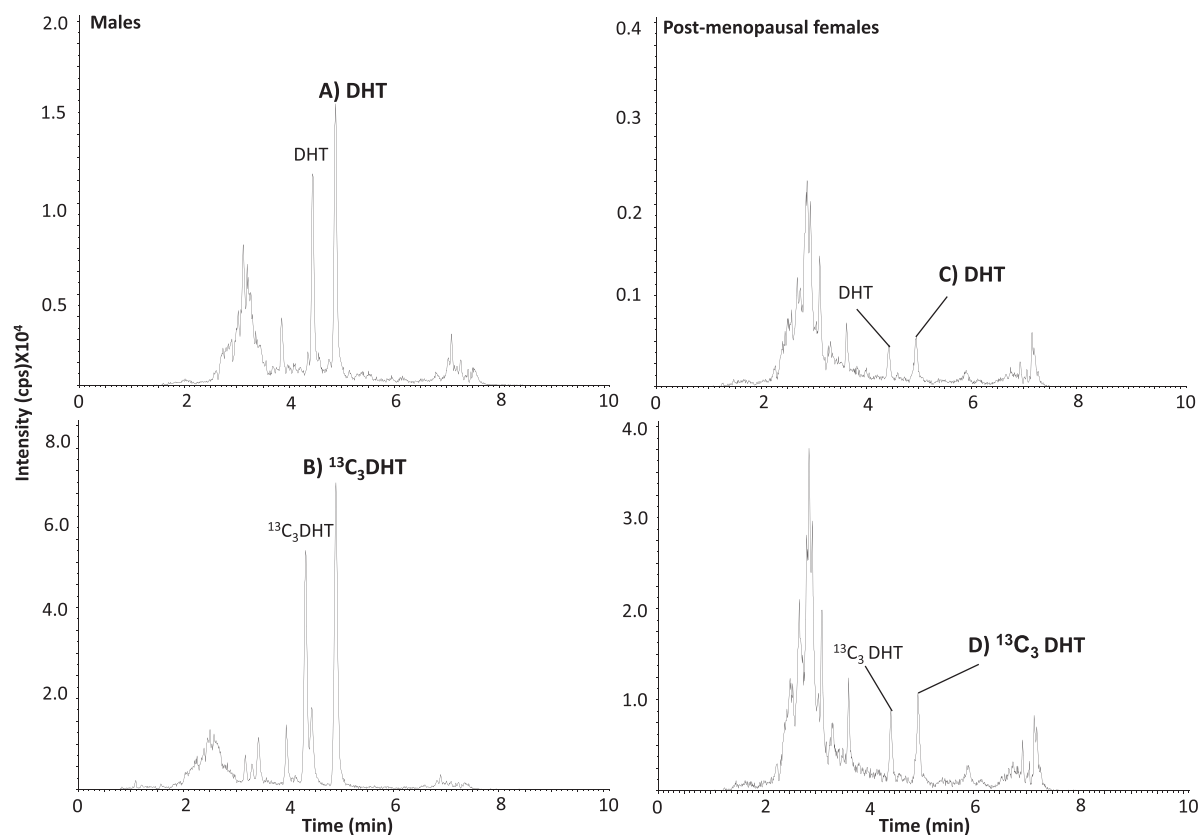 Males
Post-menopausal females
2.0
1.5
1.0
0.5
A) DHT
DHT
0 2 4 6 8 10
0.4
0.3
0.2
0.1
DHT
C) DHT
0 2 4 6 8 10
Intensity (cps)X10⁴
8.0
6.0
4.0
2.0
B) ¹³C₃DHT
¹³C₃DHT
0 2 4 6 8 10
Time (min)
4.0
3.0
2.0
1.0
¹³C₃ DHT
D) ¹³C₃ DHT
0 2 4 6 8 10
Time (min)